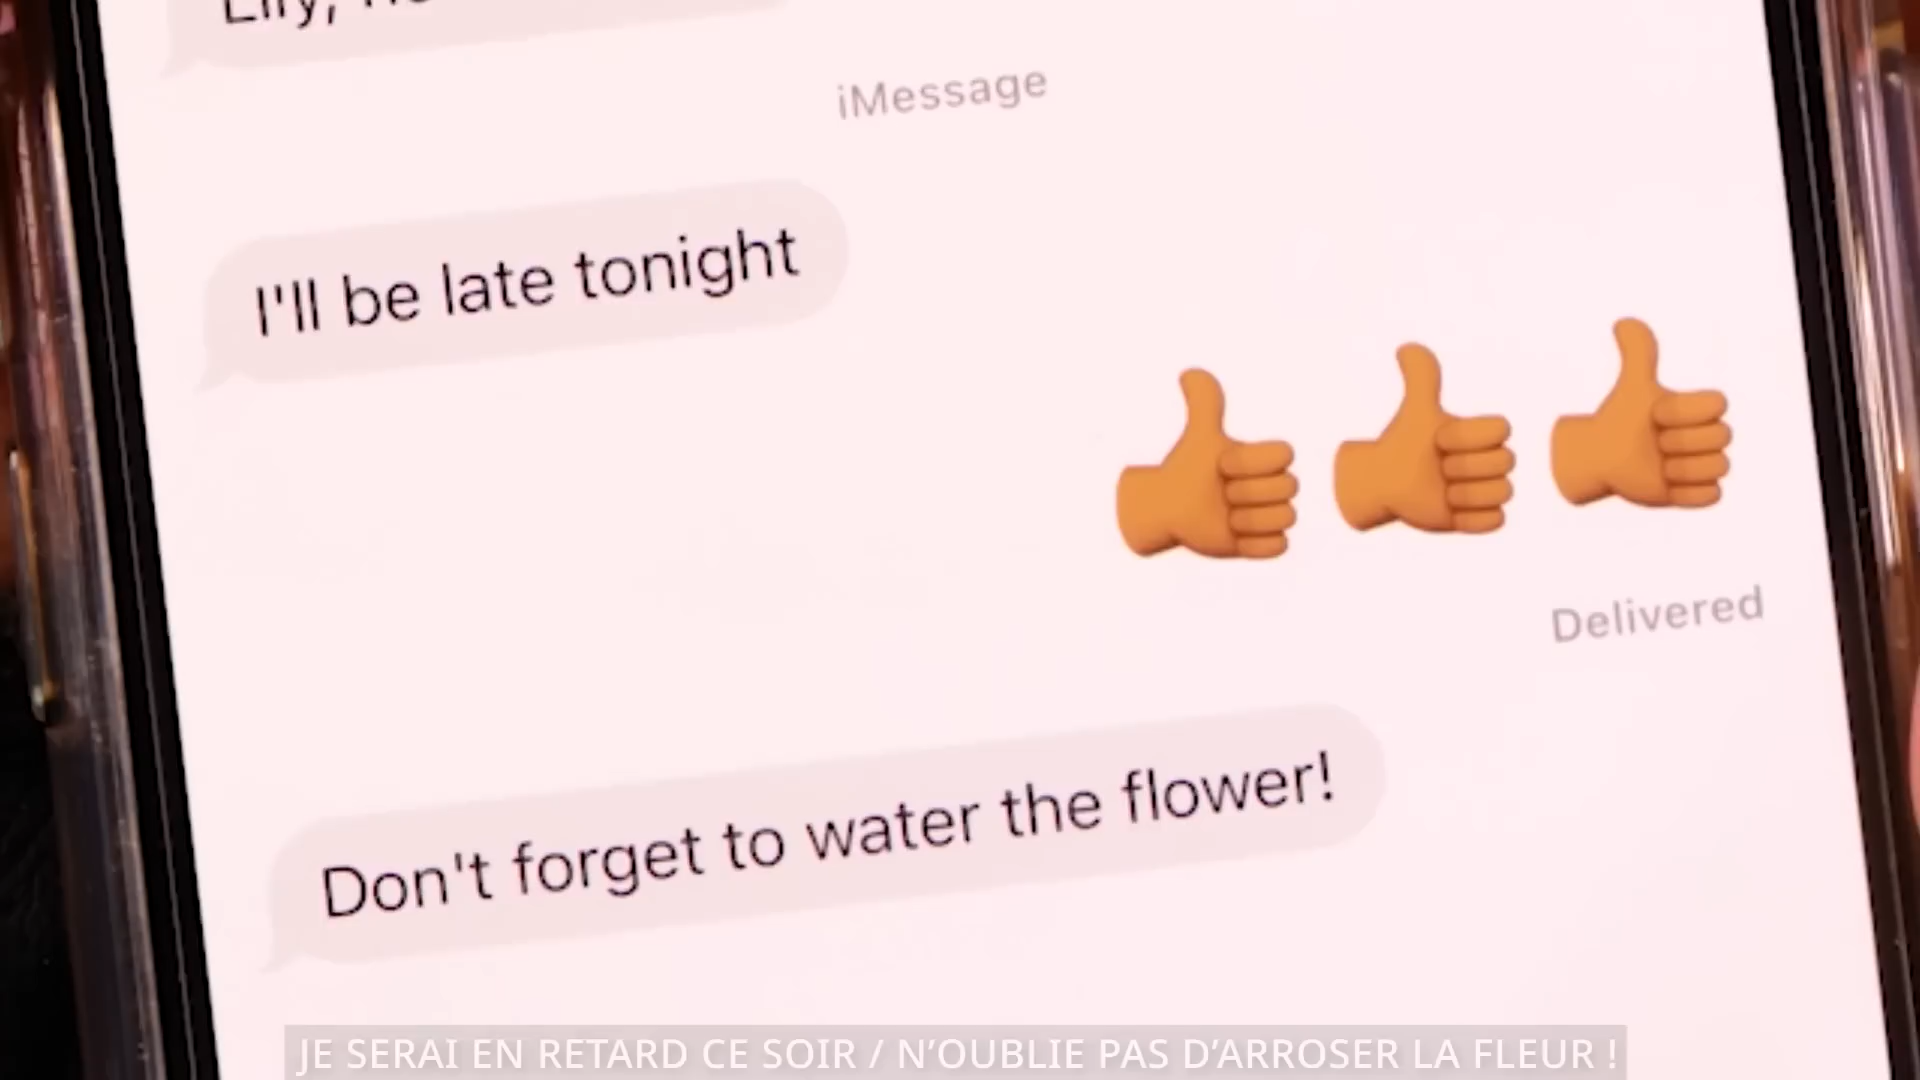 Lily,
iMessage
I'll be late tonight
👍👍👍
Delivered
Don't forget to water the flower!
JE SERAI EN RETARD CE SOIR / N’OUBLIE PAS D’ARROSER LA FLEUR !